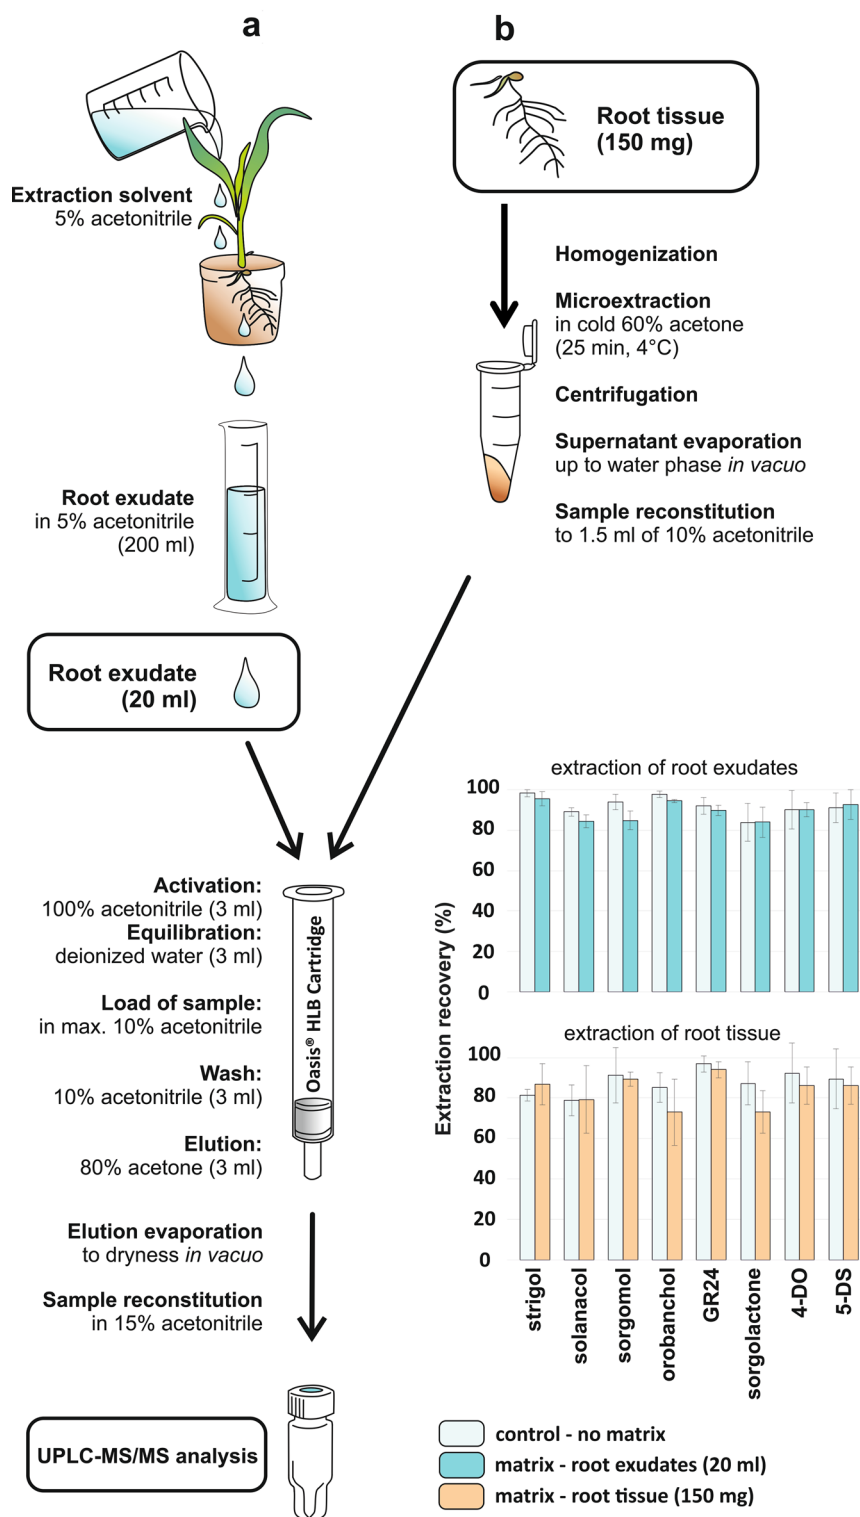 a
Extraction solvent
5% acetonitrile
Root exudate
in 5% acetonitrile
(200 ml)
Root exudate
(20 ml)
b
Root tissue
(150 mg)
Homogenization
Microextraction
in cold 60% acetone
(25 min, 4°C)
Centrifugation
Supernatant evaporation
up to water phase in vacuo
Sample reconstitution
to 1.5 ml of 10% acetonitrile
Activation:
100% acetonitrile (3 ml)
Equilibration:
deionized water (3 ml)
Load of sample:
in max. 10% acetonitrile
Wash:
10% acetonitrile (3 ml)
Elution:
80% acetone (3 ml)
Oasis® HLB Cartridge
Elution evaporation
to dryness in vacuo
Sample reconstitution
in 15% acetonitrile
UPLC-MS/MS analysis
Extraction recovery (%)
extraction of root exudates
100
80
60
40
20
0
extraction of root tissue
100
80
60
40
20
0
strigol
solanacol
sorgomol
orobanchol
GR24
sorgolactone
4-DO
5-DS
control - no matrix
matrix - root exudates (20 ml)
matrix - root tissue (150 mg)